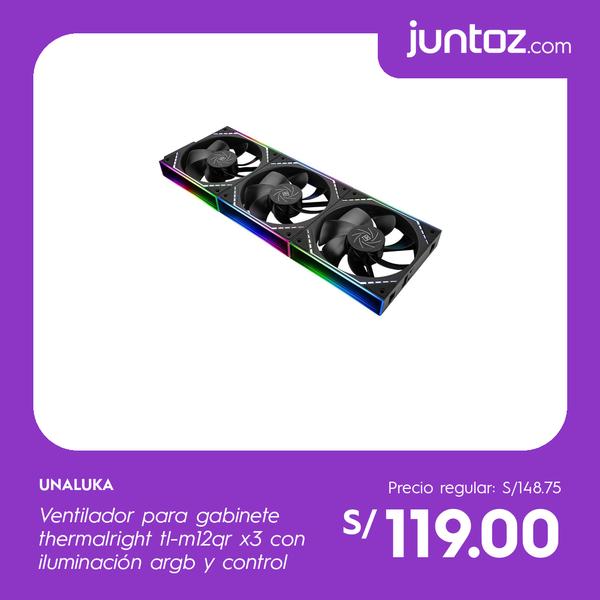 juntoz.com
UNALUKA
Ventilador para gabinete
thermalright tl-m12qr x3 con
iluminación argb y control
Precio regular: S/148.75
S/119.00